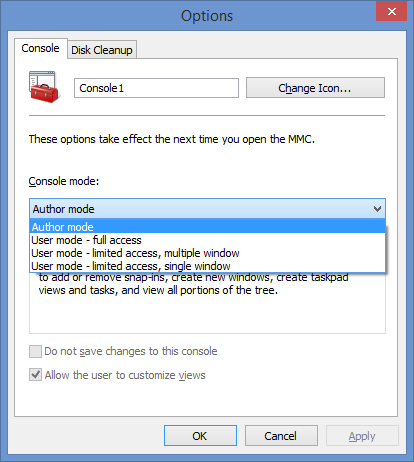 Options
Console
Disk Cleanup
Console1
Change Icon...
These options take effect the next time you open the MMC.
Console mode:
Author mode
Author mode
User mode - full access
User mode - limited access, multiple window
User mode - limited access, single window
to add or remove snap-ins, create new windows, create taskpad
views and tasks, and view all portions of the tree.
Do not save changes to this console
Allow the user to customize views
OK
Cancel
Apply